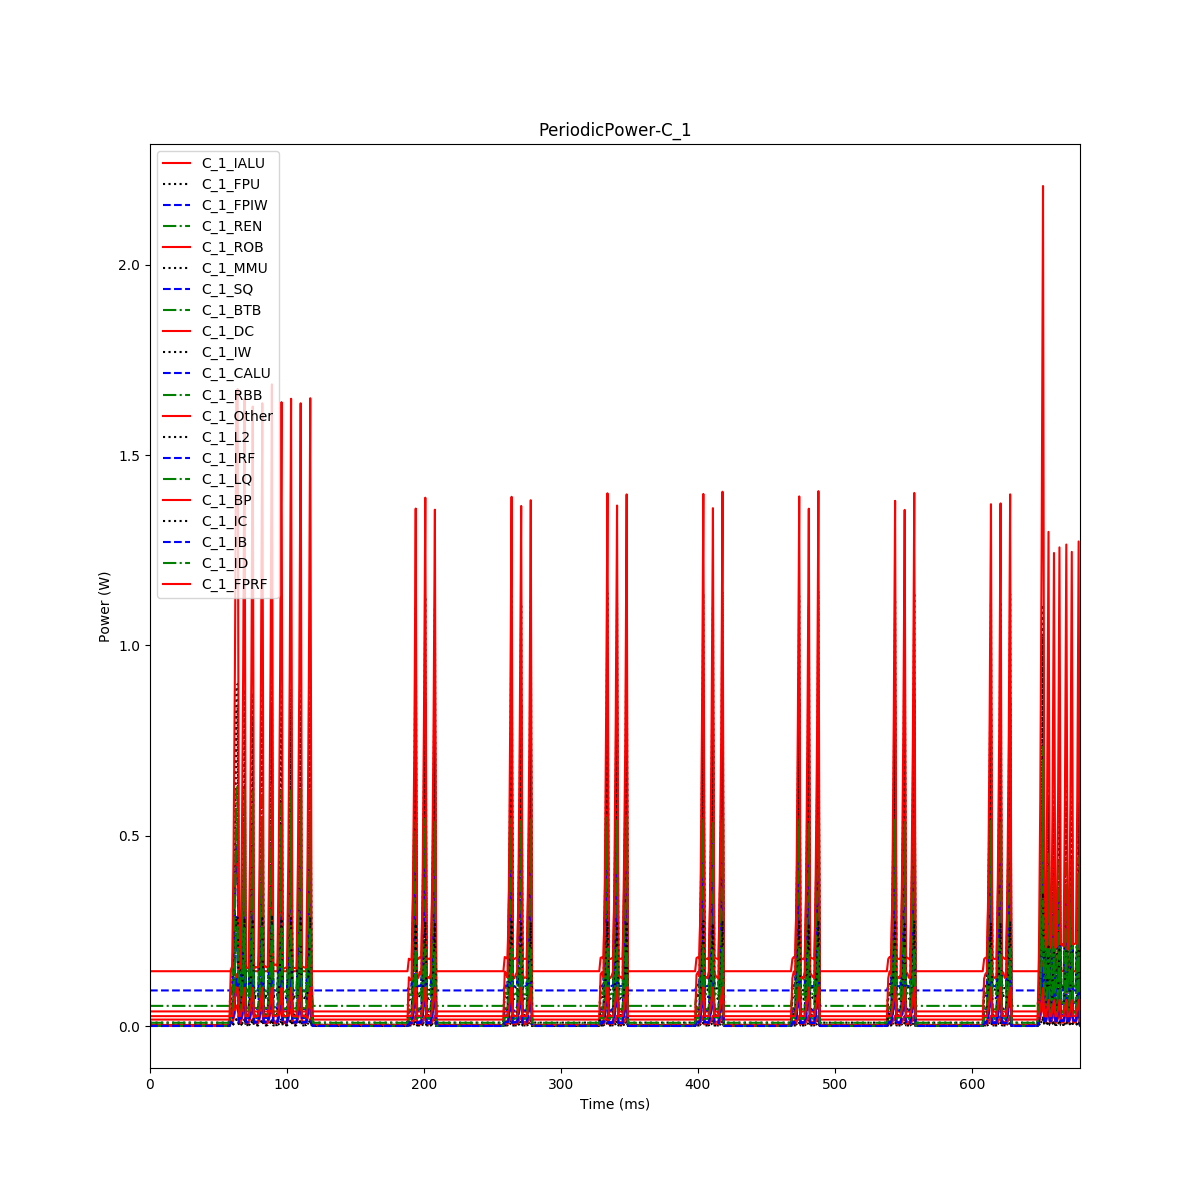 PeriodicPower-C_1
C_1_IALU
C_1_FPU
C_1_FPIW
C_1_REN
C_1_ROB
C_1_MMU
C_1_SQ
C_1_BTB
C_1_DC
C_1_IW
C_1_CALU
C_1_RBB
C_1_Other
C_1_L2
C_1_IRF
C_1_LQ
C_1_BP
C_1_IC
C_1_IB
C_1_ID
C_1_FPRF
2.0
1.5
1.0
0.5
0.0
Power (W)
0 100 200 300 400 500 600
Time (ms)